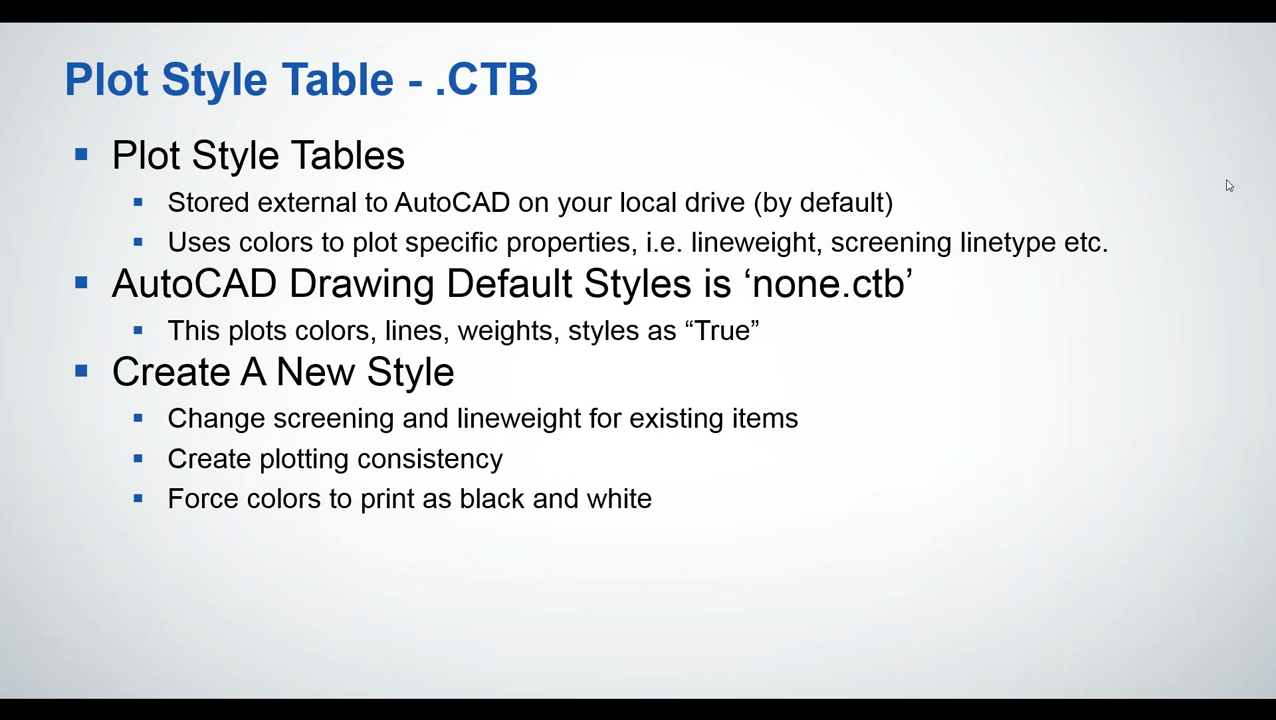 Plot Style Table - .CTB
Plot Style Tables
Stored external to AutoCAD on your local drive (by default)
Uses colors to plot specific properties, i.e. lineweight, screening linetype etc.
AutoCAD Drawing Default Styles is ‘none.ctb’
This plots colors, lines, weights, styles as “True”
Create A New Style
Change screening and lineweight for existing items
Create plotting consistency
Force colors to print as black and white